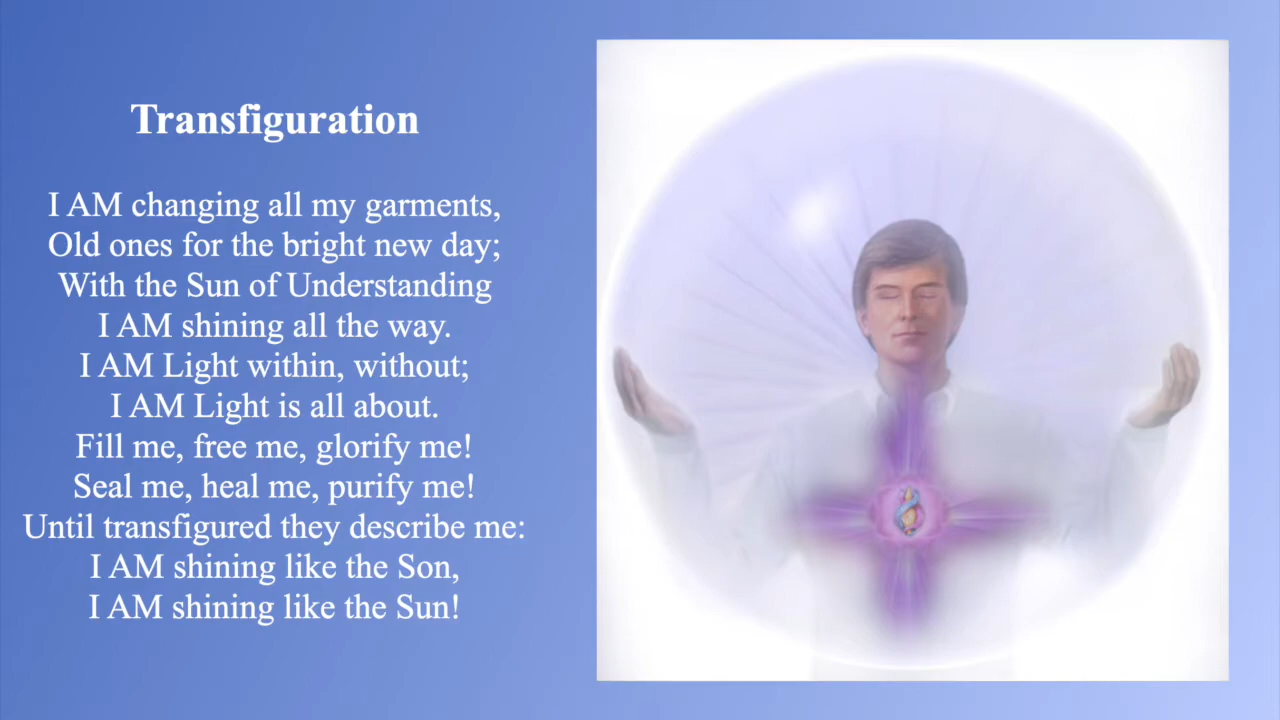 Transfiguration
I AM changing all my garments,
Old ones for the bright new day;
With the Sun of Understanding
I AM shining all the way.
I AM Light within, without;
I AM Light is all about.
Fill me, free me, glorify me!
Seal me, heal me, purify me!
Until transfigured they describe me:
I AM shining like the Son,
I AM shining like the Sun!